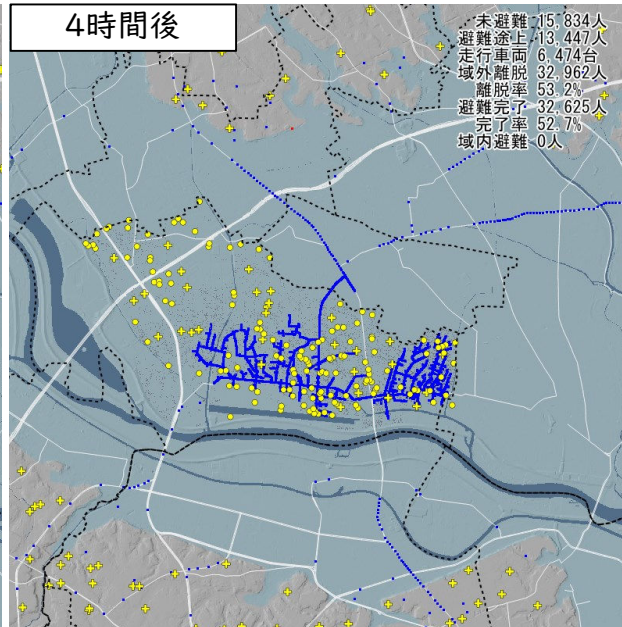 4時間後
未避難 15,834人
避難途上 13,447人
走行車両 6,474台
域外離脱 32,962人
離脱率 53.2%
避難完了 32,625人
完了率 52.7%
域内避難 0人